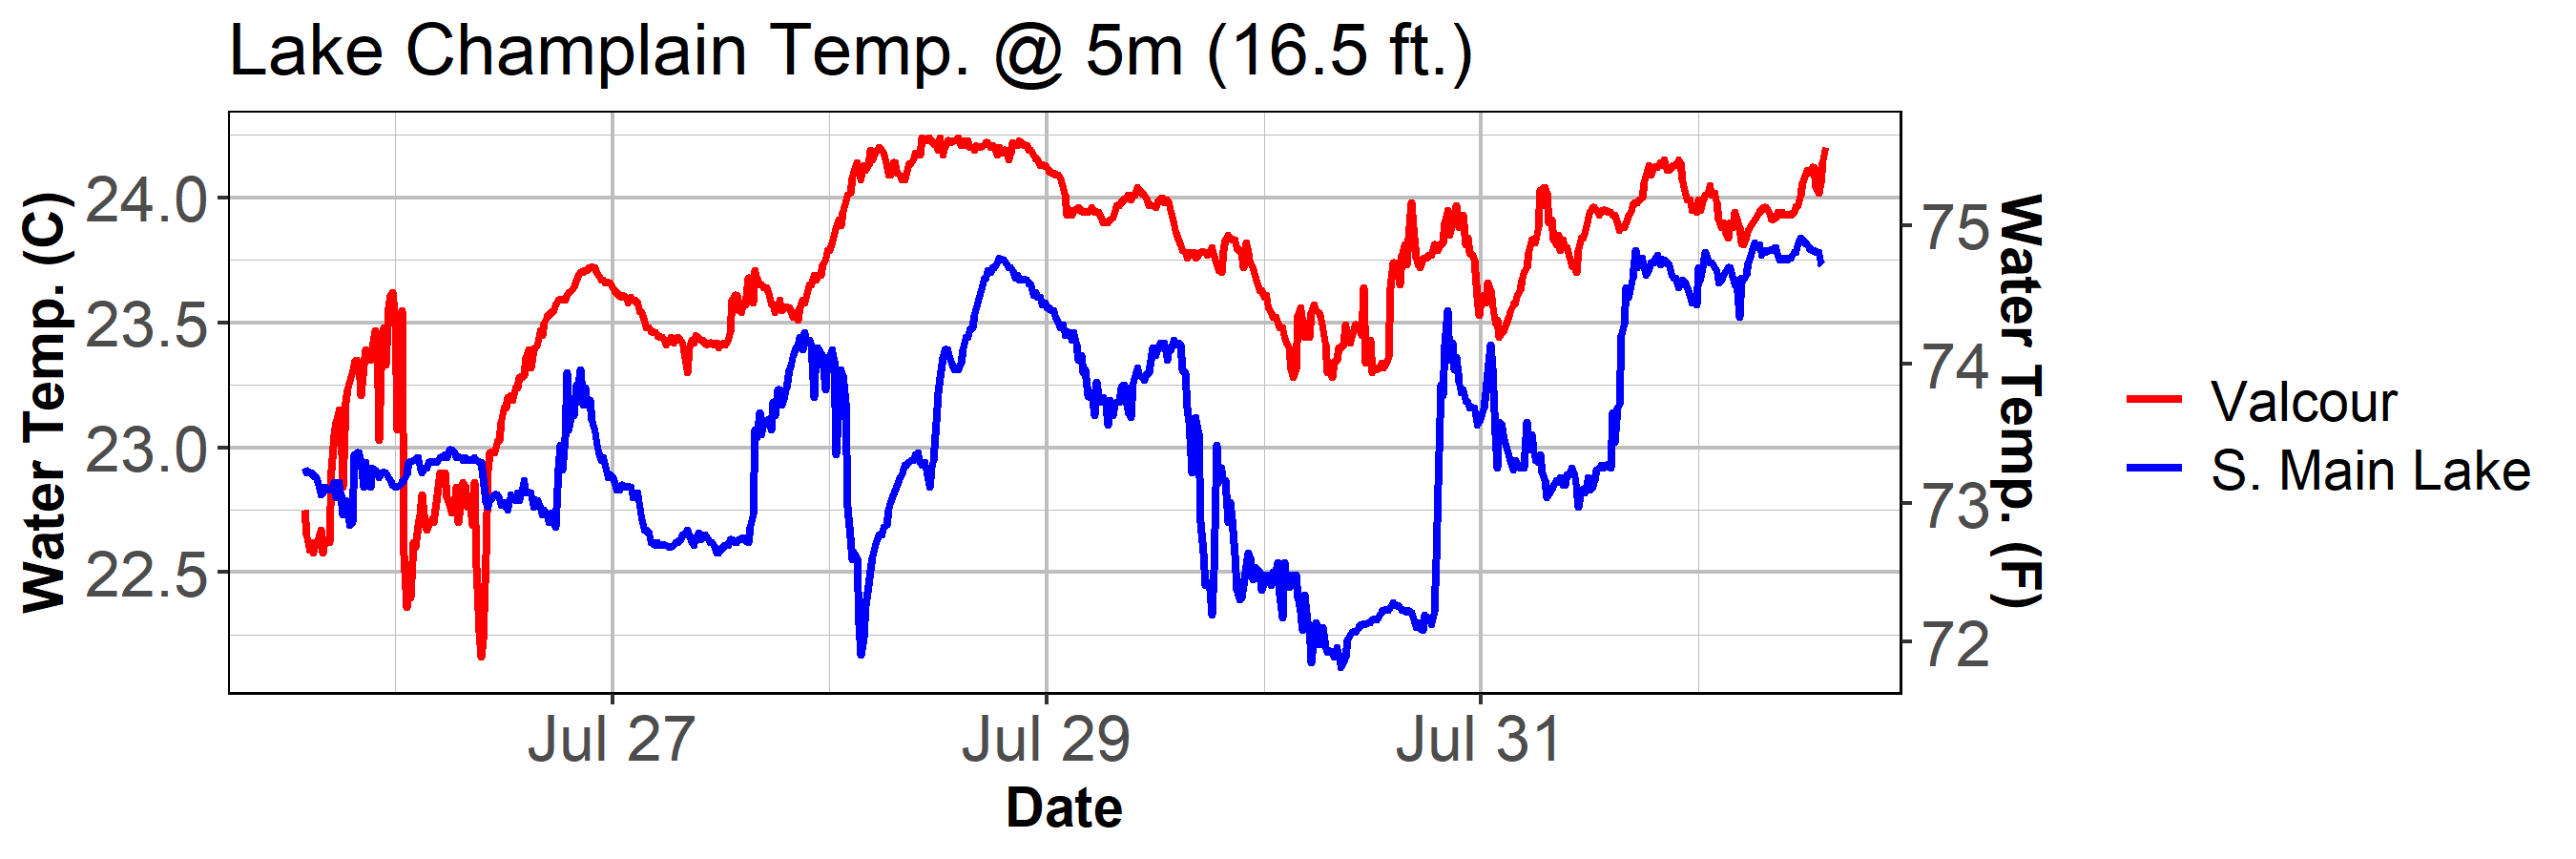 Lake Champlain Temp. @ 5m (16.5 ft.)
Water Temp. (C)
24.0
23.5
23.0
22.5
75
74
73
72
Water Temp. (F)
Jul 27
Jul 29
Jul 31
Date
Valcour
S. Main Lake